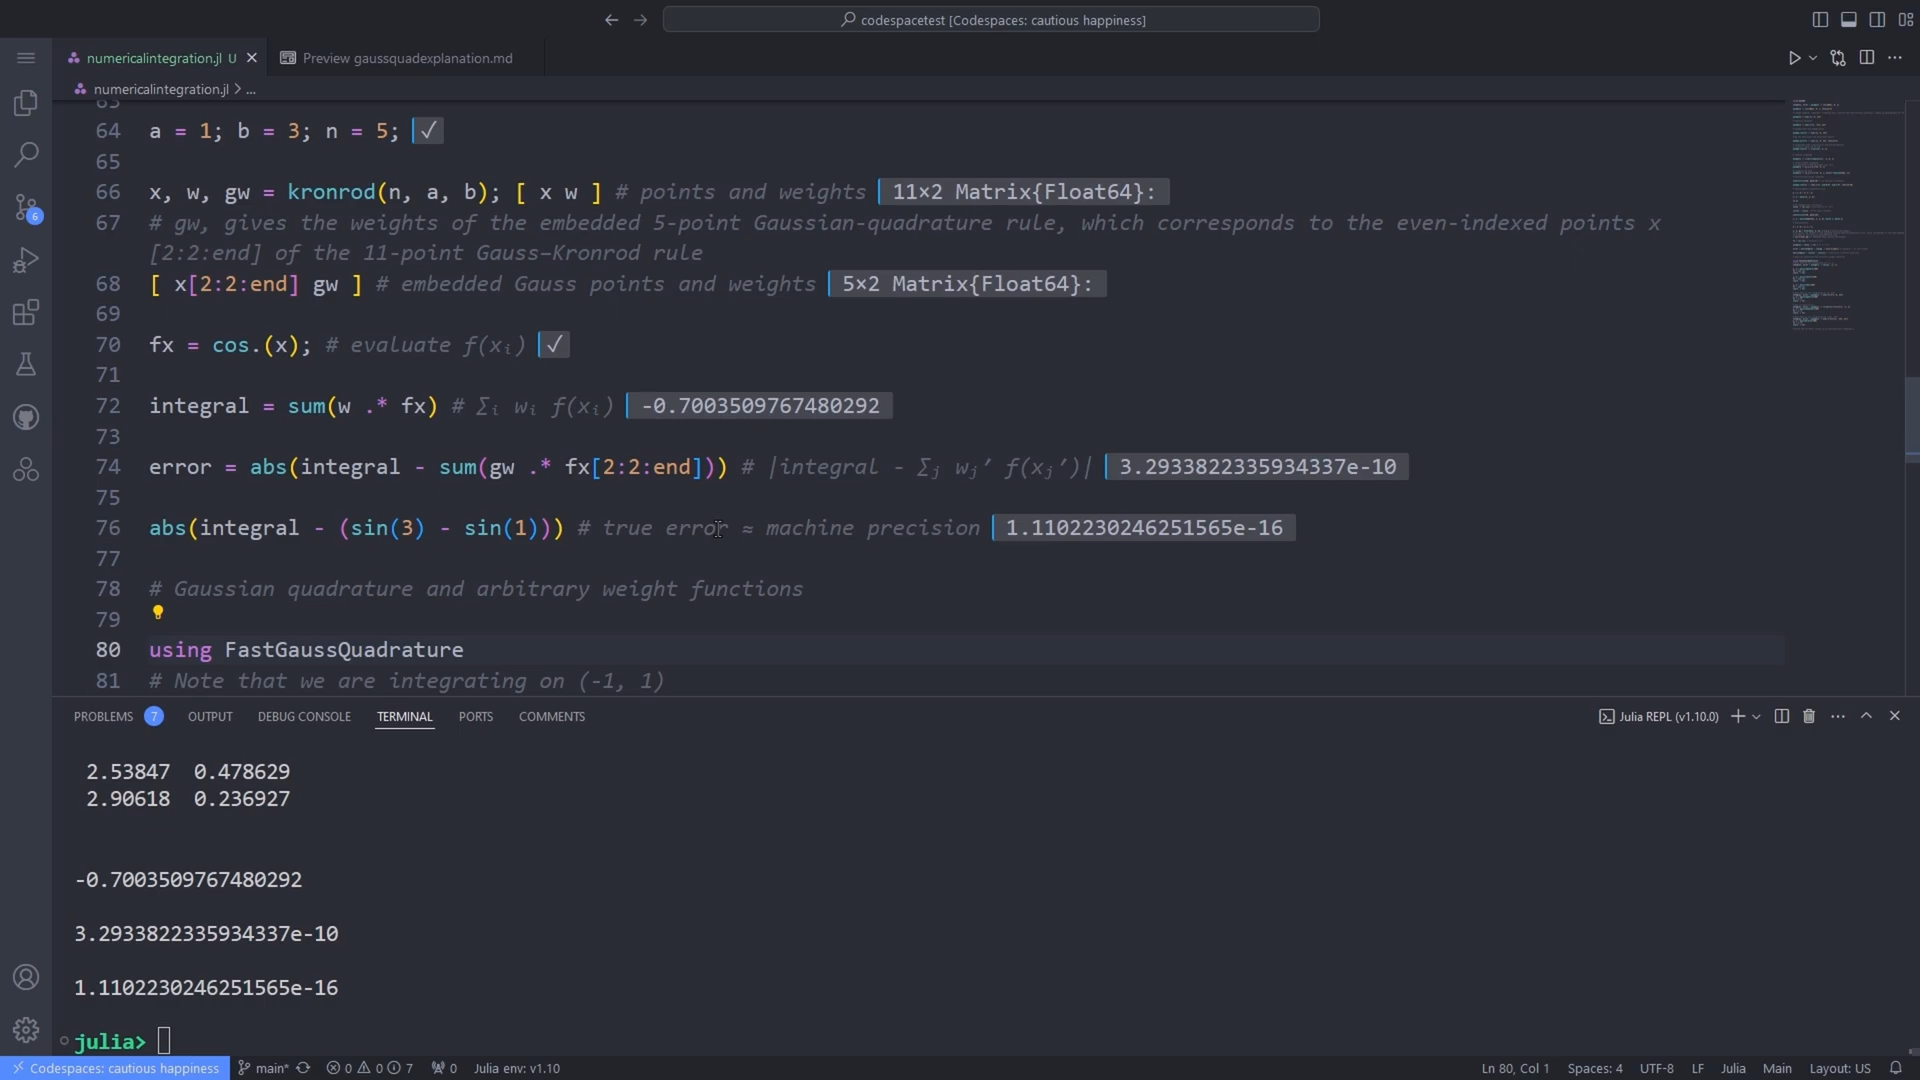 codespacetest [Codespaces: cautious happiness]
numericalintegration.jl U
Preview gaussquadexplanation.md
numericalintegration.jl > ...
63
64 a = 1; b = 3; n = 5; ✓
65
66 x, w, gw = kronrod(n, a, b); [ x w ] # points and weights 11×2 Matrix{Float64}:
67 # gw, gives the weights of the embedded 5-point Gaussian-quadrature rule, which corresponds to the even-indexed points x
[2:2:end] of the 11-point Gauss–Kronrod rule
68 [ x[2:2:end] gw ] # embedded Gauss points and weights 5×2 Matrix{Float64}:
69
70 fx = cos.(x); # evaluate f(xᵢ) ✓
71
72 integral = sum(w .* fx) # ∑ᵢ wᵢ f(xᵢ) -0.7003509767480292
73
74 error = abs(integral - sum(gw .* fx[2:2:end])) # |integral - ∑ⱼ wⱼ′ f(xⱼ′)| 3.2933822335934337e-10
75
76 abs(integral - (sin(3) - sin(1))) # true error ≈ machine precision 1.1102230246251565e-16
77
78 # Gaussian quadrature and arbitrary weight functions
79
80 using FastGaussQuadrature
81 # Note that we are integrating on (-1, 1)
PROBLEMS 7 OUTPUT DEBUG CONSOLE TERMINAL PORTS COMMENTS
Julia REPL (v1.10.0)
2.53847 0.478629
2.90618 0.236927
-0.7003509767480292
3.2933822335934337e-10
1.1102230246251565e-16
julia>
6
Codespaces: cautious happiness main* 0 0 7 0 Julia env: v1.10
Ln 80, Col 1 Spaces: 4 UTF-8 LF Julia Main Layout: US